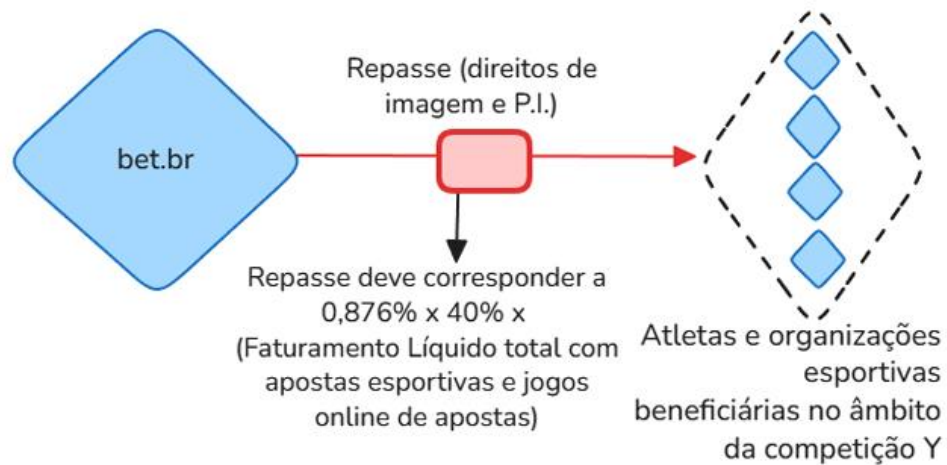 Repasse (direitos de
imagem e P.I.)
bet.br
Repasse deve corresponder a
0,876% x 40% x
(Faturamento Líquido total com
apostas esportivas e jogos
online de apostas)
Atletas e organizações
esportivas
beneficiárias no âmbito
da competição Y